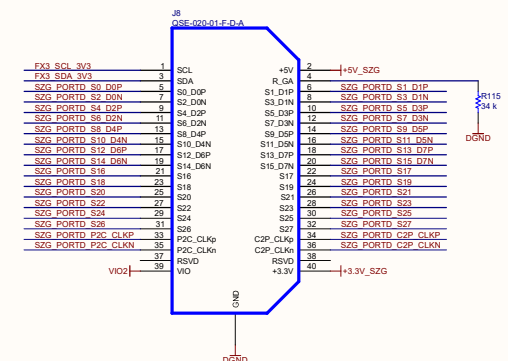 J8
QSE-020-01-F-D-A
FX3_SCL_3V3 1 SCL +5V 2 +5V_SZG
FX3_SDA_3V3 3 SDA R_GA 4
SZG_PORTD_S0_D0P 5 S0_D0P S1_D1P 6 SZG_PORTD_S1_D1P
SZG_PORTD_S2_D0N 7 S2_D0N S3_D1N 8 SZG_PORTD_S3_D1N
SZG_PORTD_S4_D2P 9 S4_D2P S5_D3P 10 SZG_PORTD_S5_D3P
SZG_PORTD_S6_D2N 11 S6_D2N S7_D3N 12 SZG_PORTD_S7_D3N
SZG_PORTD_S8_D4P 13 S8_D4P S9_D5P 14 SZG_PORTD_S9_D5P
SZG_PORTD_S10_D4N 15 S10_D4N S11_D5N 16 SZG_PORTD_S11_D5N
SZG_PORTD_S12_D6P 17 S12_D6P S13_D7P 18 SZG_PORTD_S13_D7P
SZG_PORTD_S14_D6N 19 S14_D6N S15_D7N 20 SZG_PORTD_S15_D7N
SZG_PORTD_S16 21 S16 S17 22 SZG_PORTD_S17
SZG_PORTD_S18 23 S18 S19 24 SZG_PORTD_S19
SZG_PORTD_S20 25 S20 S21 26 SZG_PORTD_S21
SZG_PORTD_S22 27 S22 S23 28 SZG_PORTD_S23
SZG_PORTD_S24 29 S24 S25 30 SZG_PORTD_S25
SZG_PORTD_S26 31 S26 S27 32 SZG_PORTD_S27
SZG_PORTD_P2C_CLKP 33 P2C_CLKp C2P_CLKp 34 SZG_PORTD_C2P_CLKP
SZG_PORTD_P2C_CLKN 35 P2C_CLKn C2P_CLKn 36 SZG_PORTD_C2P_CLKN
37 RSVD RSVD 38
VIO2 39 VIO +3.3V 40 +3.3V_SZG
R115
34 k
DGND
GND
DGND